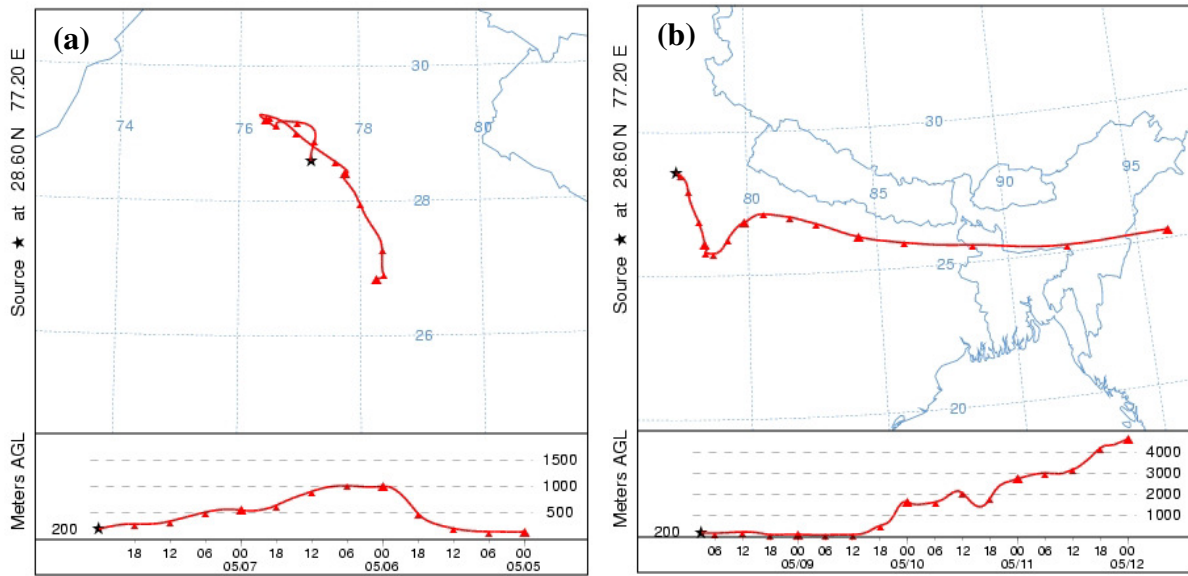 (a)
Source ★ at 28.60 N 77.20 E
30
74
76
78
80
28
26
Meters AGL
1500
1000
500
200
18 12 06 00 18 12 06 00 18 12 06 00
05/07 05/06 05/05
(b)
Source ★ at 28.60 N 77.20 E
30
95
90
85
80
25
20
Meters AGL
4000
3000
2000
1000
200
06 12 18 00 06 12 18 00 06 12 18 00 06 12 18 00
05/09 05/10 05/11 05/12